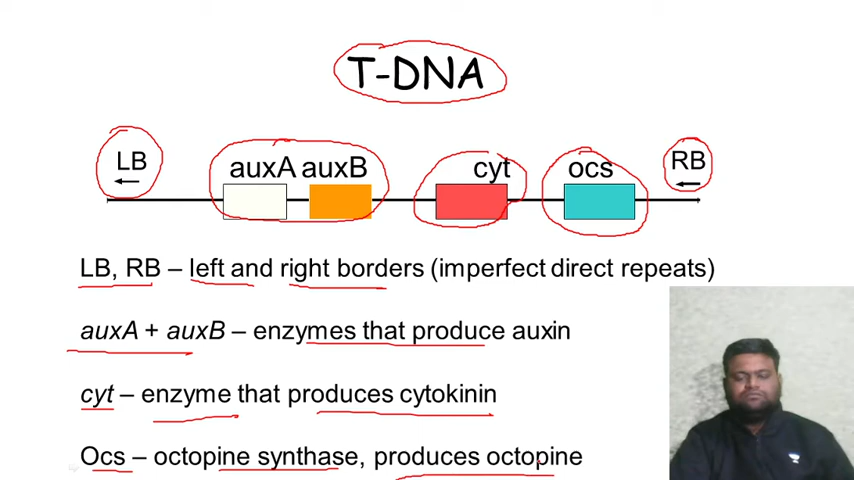 T-DNA
LB auxA auxB cyt ocs RB
LB, RB – left and right borders (imperfect direct repeats)
auxA + auxB – enzymes that produce auxin
cyt – enzyme that produces cytokinin
Ocs – octopine synthase, produces octopine